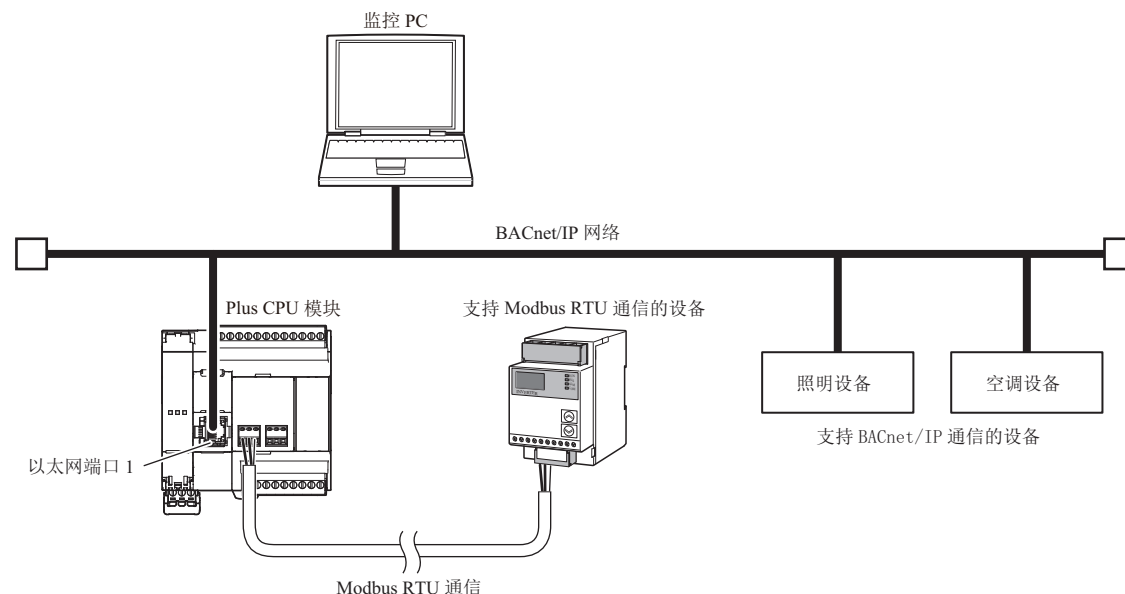 监控 PC
BACnet/IP 网络
Plus CPU 模块
支持 Modbus RTU 通信的设备
照明设备
空调设备
支持 BACnet/IP 通信的设备
以太网端口 1
Modbus RTU 通信